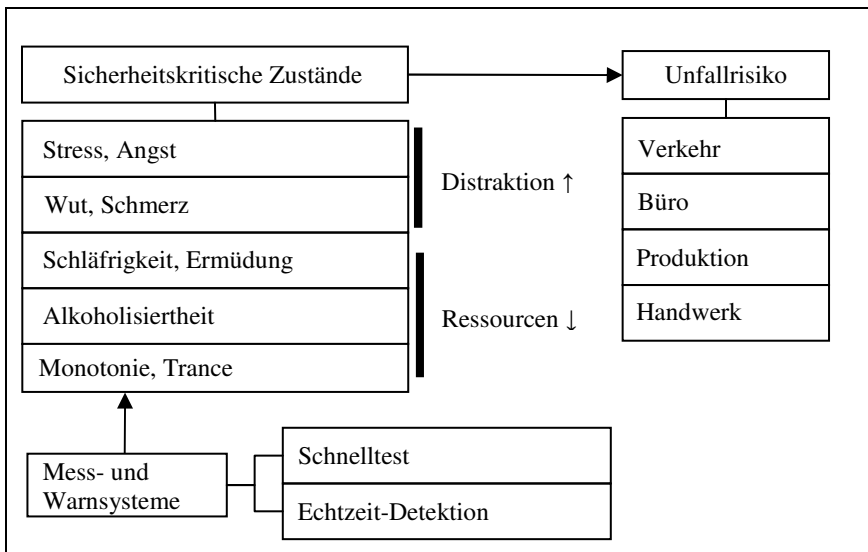 Sicherheitskritische Zustände
Unfallrisiko
Stress, Angst
Wut, Schmerz
Schläfrigkeit, Ermüdung
Alkoholisiertheit
Monotonie, Trance
Distraktion ↑
Ressourcen ↓
Verkehr
Büro
Produktion
Handwerk
Mess- und
Warnsysteme
Schnelltest
Echtzeit-Detektion